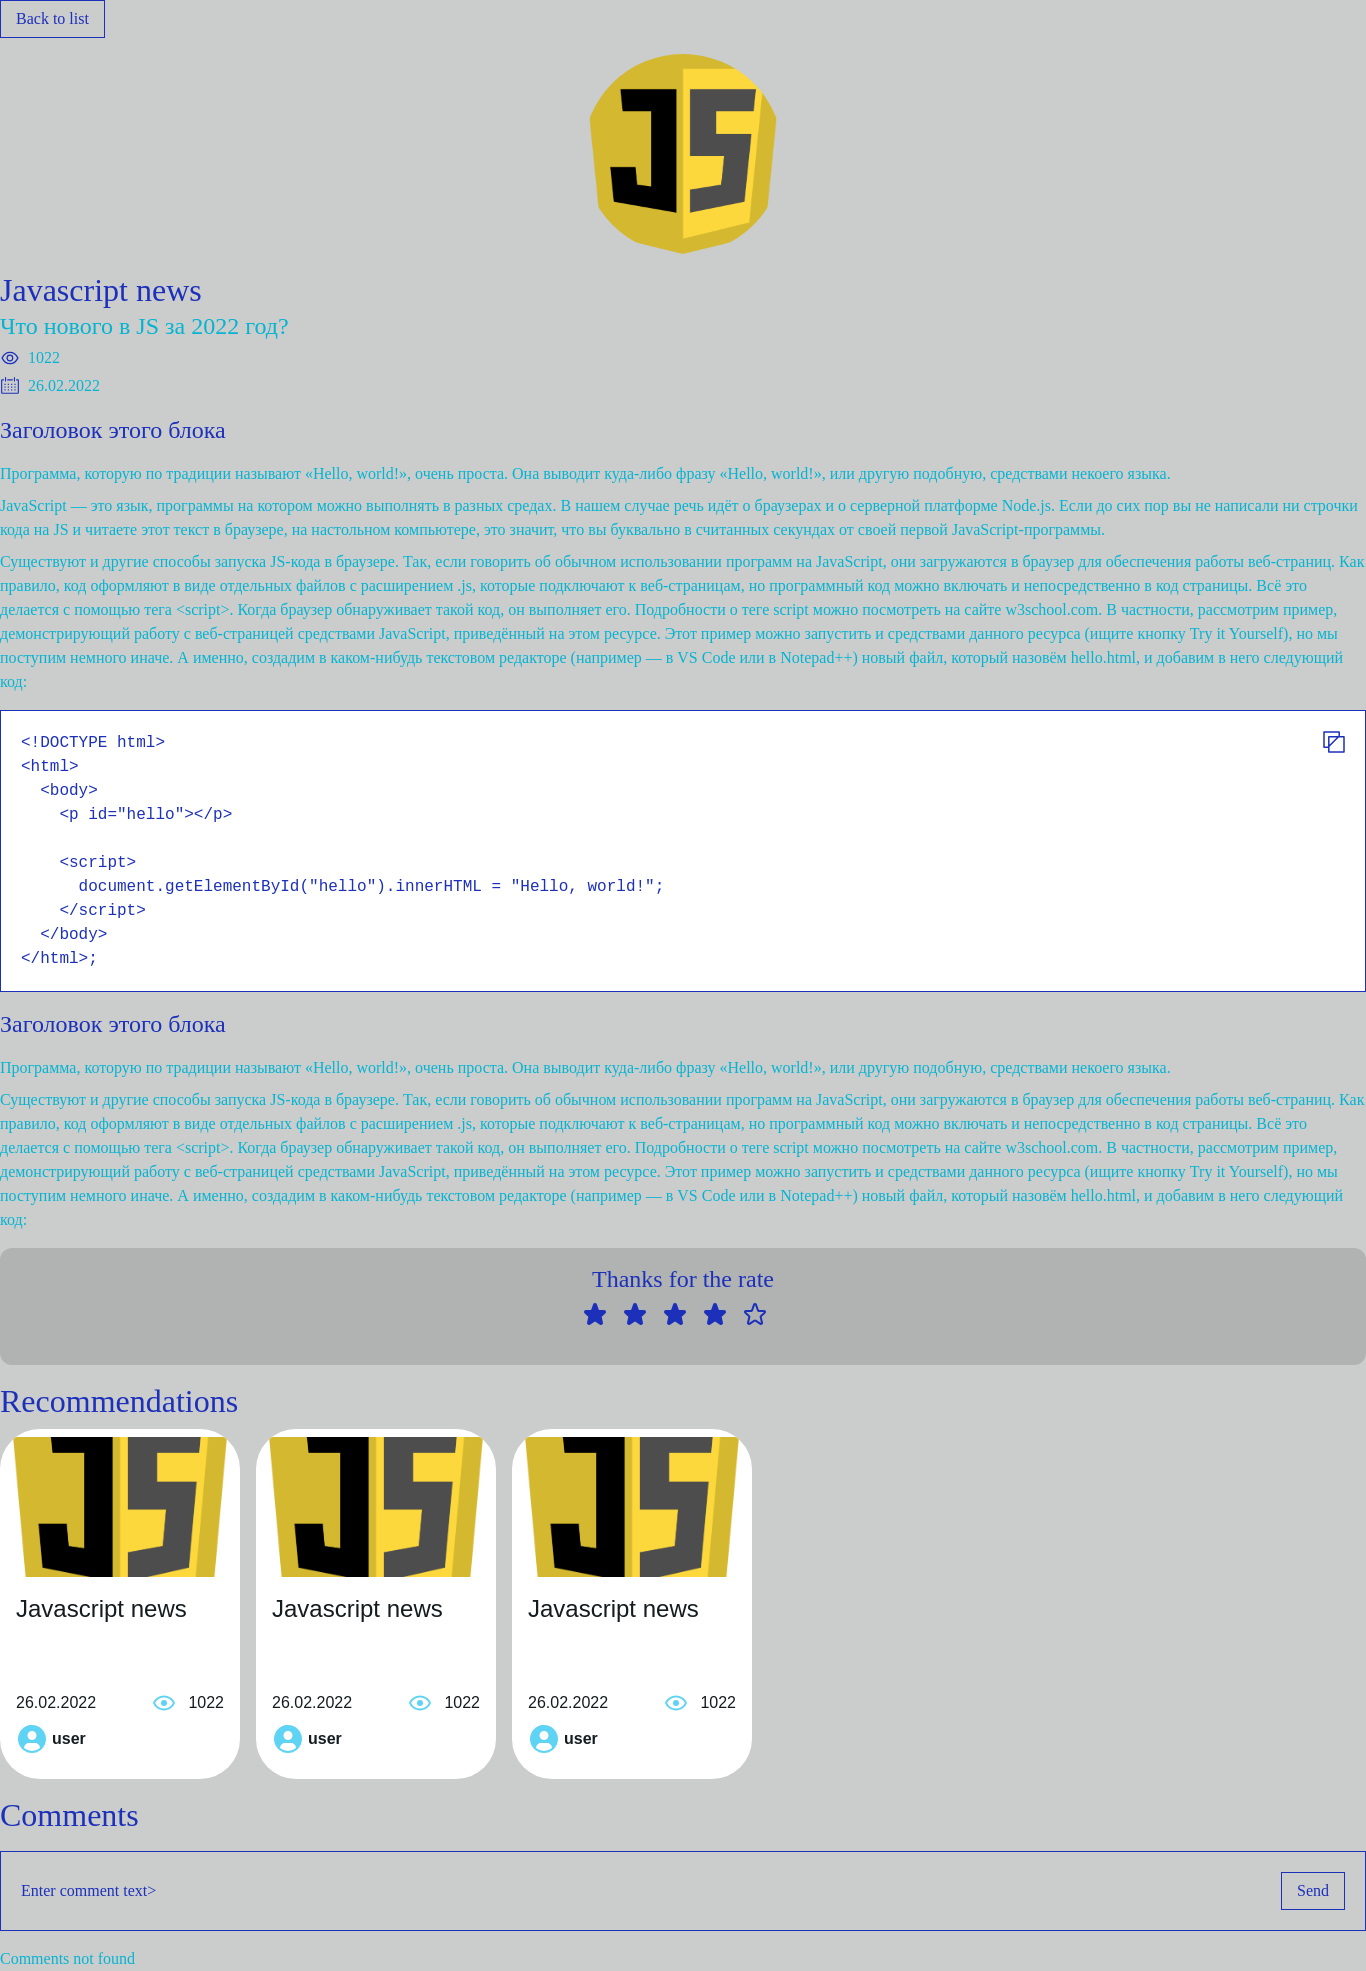 Back to list
JS
Javascript news
Что нового в JS за 2022 год?
1022
26.02.2022
Заголовок этого блока
Программа, которую по традиции называют «Hello, world!», очень проста. Она выводит куда-либо фразу «Hello, world!», или другую подобную, средствами некоего языка.
JavaScript — это язык, программы на котором можно выполнять в разных средах. В нашем случае речь идёт о браузерах и о серверной платформе Node.js. Если до сих пор вы не написали ни строчки
кода на JS и читаете этот текст в браузере, на настольном компьютере, это значит, что вы буквально в считанных секундах от своей первой JavaScript-программы.
Существуют и другие способы запуска JS-кода в браузере. Так, если говорить об обычном использовании программ на JavaScript, они загружаются в браузер для обеспечения работы веб-страниц. Как
правило, код оформляют в виде отдельных файлов с расширением .js, которые подключают к веб-страницам, но программный код можно включать и непосредственно в код страницы. Всё это
делается с помощью тега <script>. Когда браузер обнаруживает такой код, он выполняет его. Подробности о теге script можно посмотреть на сайте w3school.com. В частности, рассмотрим пример,
демонстрирующий работу с веб-страницей средствами JavaScript, приведённый на этом ресурсе. Этот пример можно запустить и средствами данного ресурса (ищите кнопку Try it Yourself), но мы
поступим немного иначе. А именно, создадим в каком-нибудь текстовом редакторе (например — в VS Code или в Notepad++) новый файл, который назовём hello.html, и добавим в него следующий
код:
<!DOCTYPE html>
<html>
  <body>
    <p id="hello"></p>

    <script>
      document.getElementById("hello").innerHTML = "Hello, world!";
    </script>
  </body>
</html>;
Заголовок этого блока
Программа, которую по традиции называют «Hello, world!», очень проста. Она выводит куда-либо фразу «Hello, world!», или другую подобную, средствами некоего языка.
Существуют и другие способы запуска JS-кода в браузере. Так, если говорить об обычном использовании программ на JavaScript, они загружаются в браузер для обеспечения работы веб-страниц. Как
правило, код оформляют в виде отдельных файлов с расширением .js, которые подключают к веб-страницам, но программный код можно включать и непосредственно в код страницы. Всё это
делается с помощью тега <script>. Когда браузер обнаруживает такой код, он выполняет его. Подробности о теге script можно посмотреть на сайте w3school.com. В частности, рассмотрим пример,
демонстрирующий работу с веб-страницей средствами JavaScript, приведённый на этом ресурсе. Этот пример можно запустить и средствами данного ресурса (ищите кнопку Try it Yourself), но мы
поступим немного иначе. А именно, создадим в каком-нибудь текстовом редакторе (например — в VS Code или в Notepad++) новый файл, который назовём hello.html, и добавим в него следующий
код:
Thanks for the rate
Recommendations
JS
Javascript news
26.02.2022 1022
user
JS
Javascript news
26.02.2022 1022
user
JS
Javascript news
26.02.2022 1022
user
Comments
Enter comment text>
Send
Comments not found